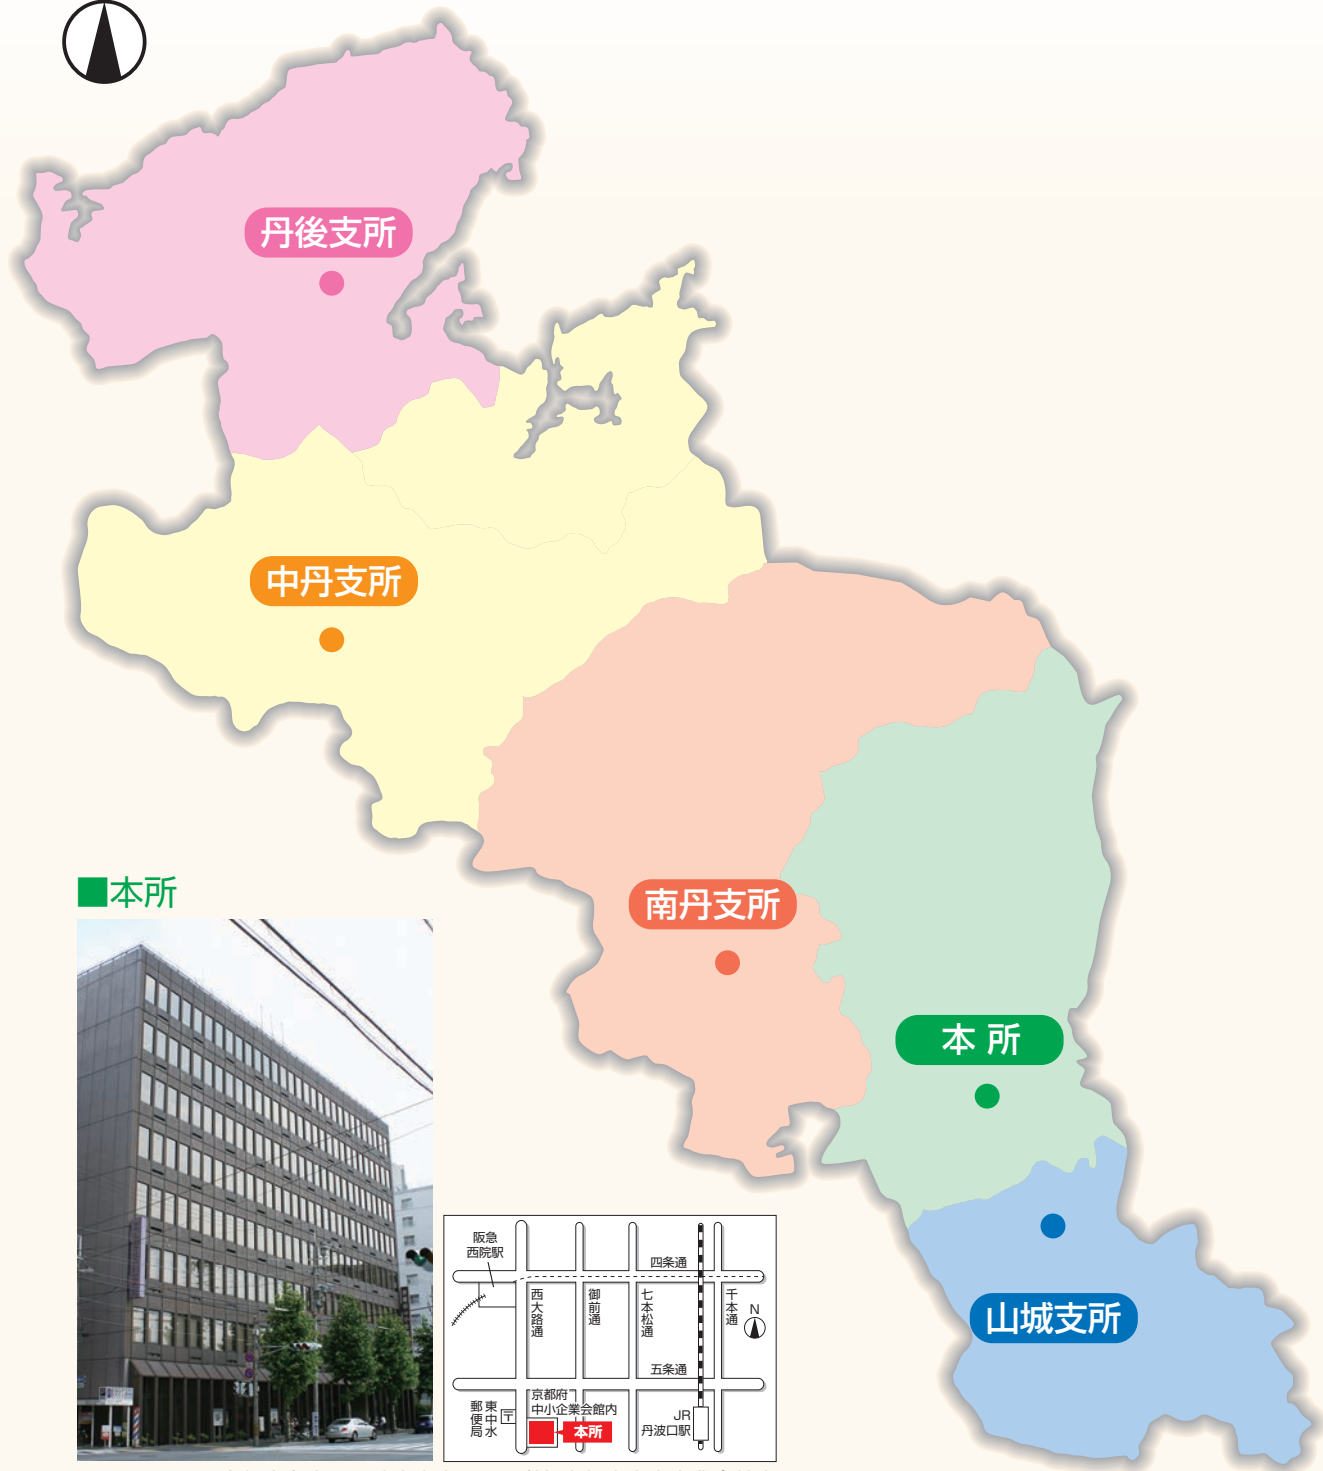 丹後支所
中丹支所
南丹支所
本 所
山城支所
■本所
阪急
西院駅
四条通
西大路通
御前通
七本松通
千本通
N
五条通
東中水
郵便局
〒
京都府
中小企業会館内
本所
JR
丹波口駅